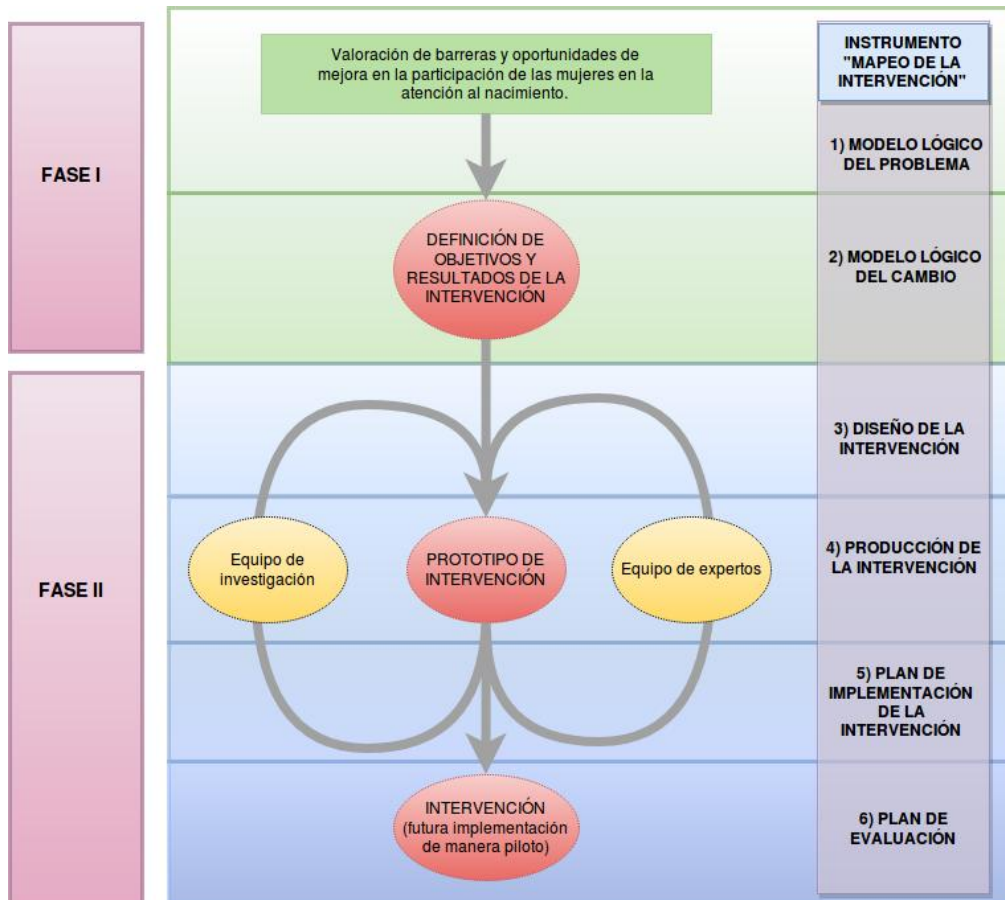 Valoración de barreras y oportunidades de
mejora en la participación de las mujeres en la
atención al nacimiento.
INSTRUMENTO
"MAPEO DE LA
INTERVENCIÓN"
FASE I
1) MODELO LÓGICO
DEL PROBLEMA
DEFINICIÓN DE
OBJETIVOS Y
RESULTADOS DE LA
INTERVENCIÓN
2) MODELO LÓGICO
DEL CAMBIO
FASE II
3) DISEÑO DE LA
INTERVENCIÓN
Equipo de
investigación
PROTOTIPO DE
INTERVENCIÓN
Equipo de expertos
4) PRODUCCIÓN DE
LA INTERVENCIÓN
5) PLAN DE
IMPLEMENTACIÓN
DE LA
INTERVENCIÓN
INTERVENCIÓN
(futura implementación
de manera piloto)
6) PLAN DE
EVALUACIÓN